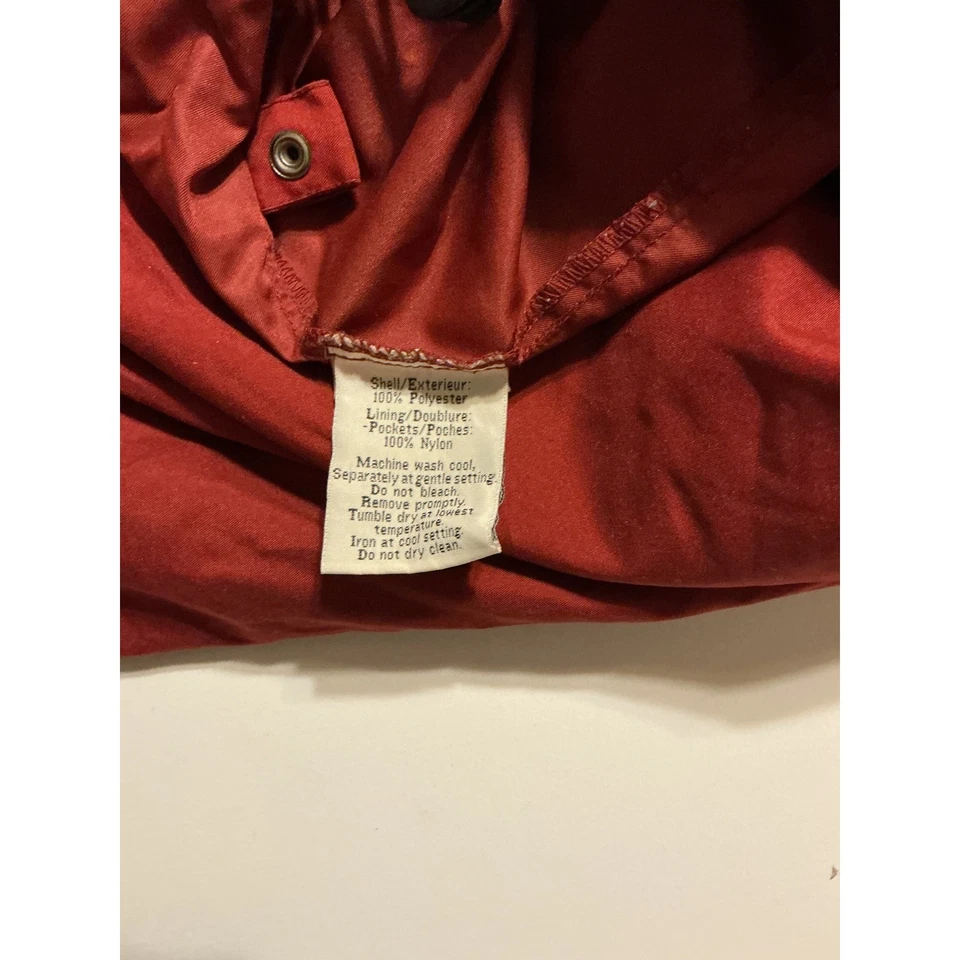 Shell/Exterieur:
100% Polyester
Lining/Doublure:
-Pockets/Poches:
100% Nylon
Machine wash cool,
Separately at gentle setting.
Do not bleach.
Remove promptly.
Tumble dry at lowest
temperature.
Iron at cool setting.
Do not dry clean.